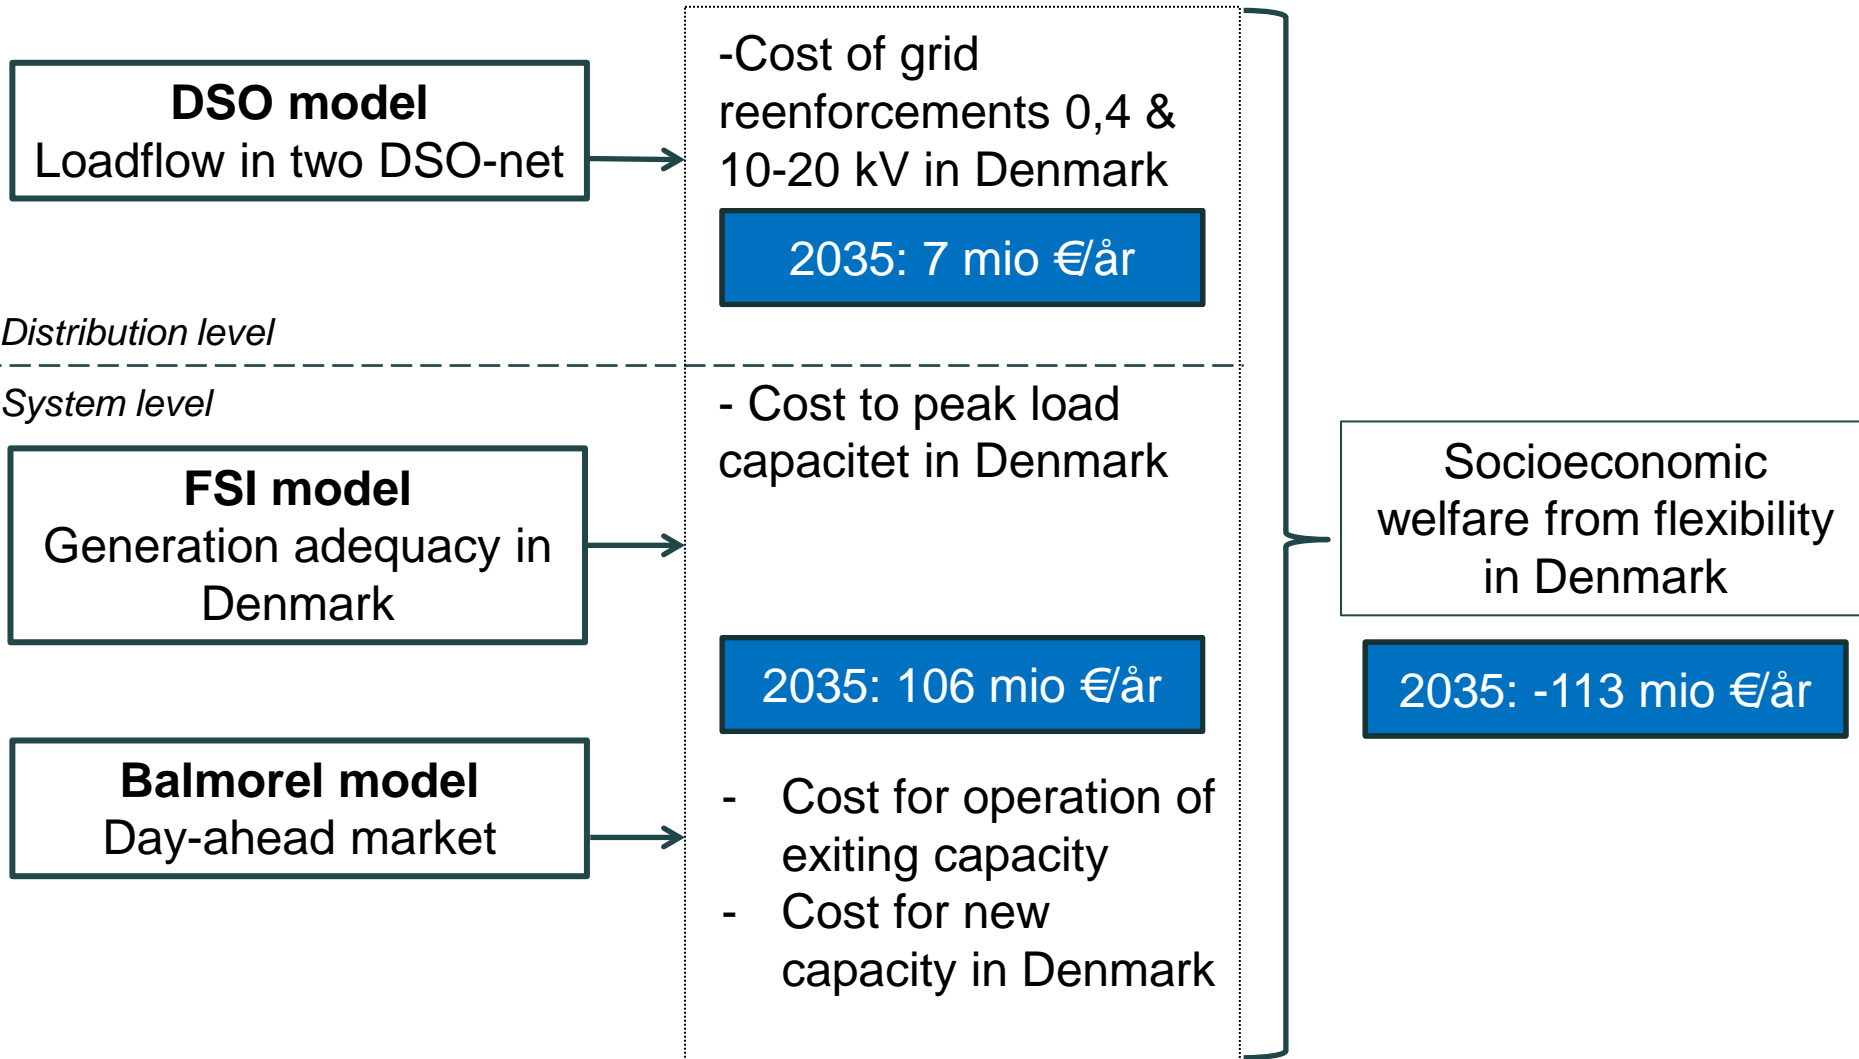 DSO model
Loadflow in two DSO-net
-Cost of grid
reenforcements 0,4 &
10-20 kV in Denmark
2035: 7 mio €/år
Distribution level
System level
- Cost to peak load
capacitet in Denmark
FSI model
Generation adequacy in
Denmark
2035: 106 mio €/år
Balmorel model
Day-ahead market
- Cost for operation of
exiting capacity
- Cost for new
capacity in Denmark
Socioeconomic
welfare from flexibility
in Denmark
2035: -113 mio €/år